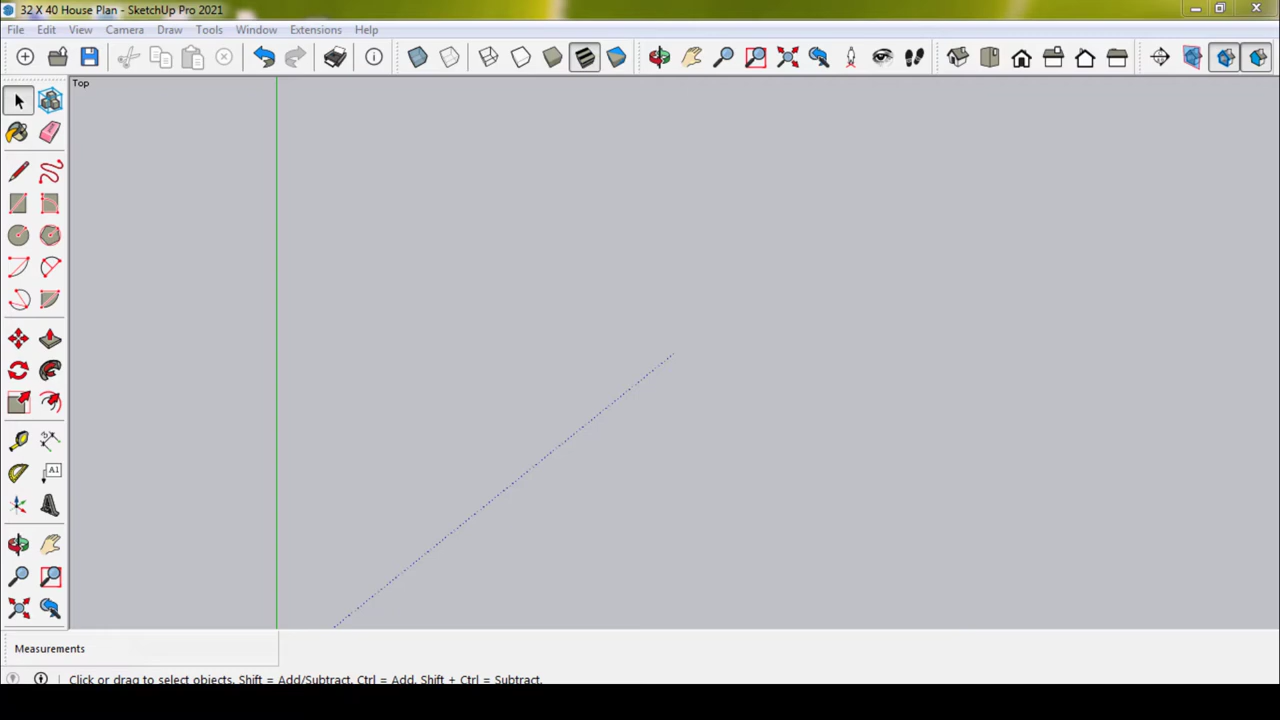 32 X 40 House Plan - SketchUp Pro 2021
File Edit View Camera Draw Tools Window Extensions Help
Top
A1
Measurements
Click or drag to select objects. Shift = Add/Subtract. Ctrl = Add. Shift + Ctrl = Subtract.